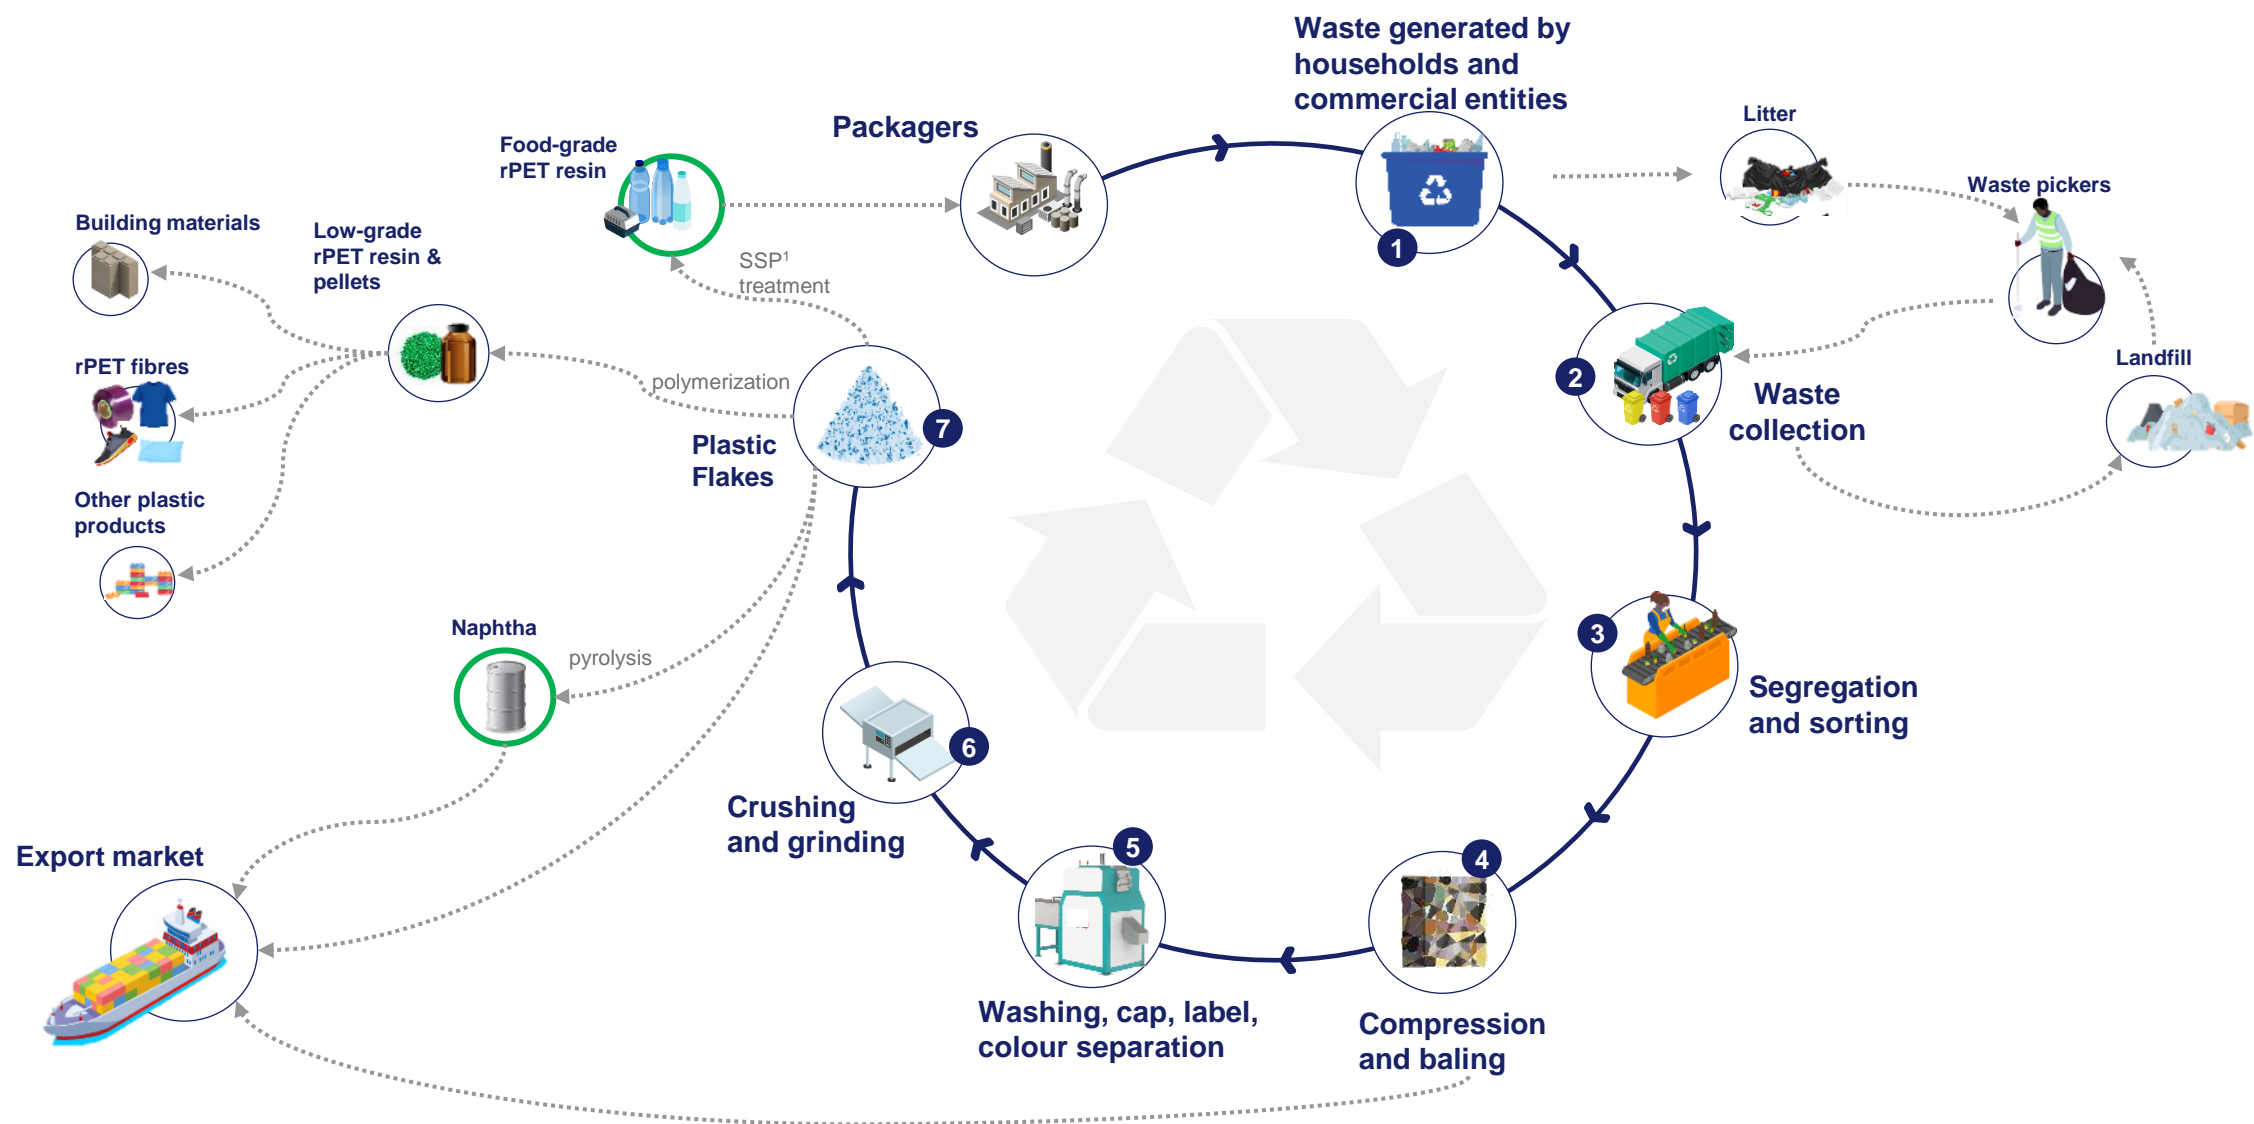 Waste generated by
households and
commercial entities
1
Litter
Waste pickers
Landfill
Packagers
Food-grade
rPET resin
SSP¹
treatment
Building materials
Low-grade
rPET resin &
pellets
rPET fibres
Other plastic
products
polymerization
Plastic
Flakes
7
2
Waste
collection
3
Segregation
and sorting
Naphtha
pyrolysis
6
Crushing
and grinding
Export market
5
Washing, cap, label,
colour separation
4
Compression
and baling